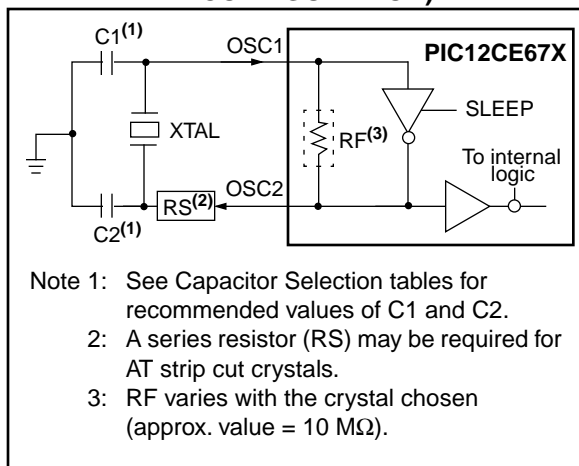 C1(1)
OSC1
PIC12CE67X
SLEEP
XTAL
RF(3)
To internal
logic
OSC2
RS(2)
C2(1)
Note 1: See Capacitor Selection tables for
recommended values of C1 and C2.
2: A series resistor (RS) may be required for
AT strip cut crystals.
3: RF varies with the crystal chosen
(approx. value = 10 MΩ).